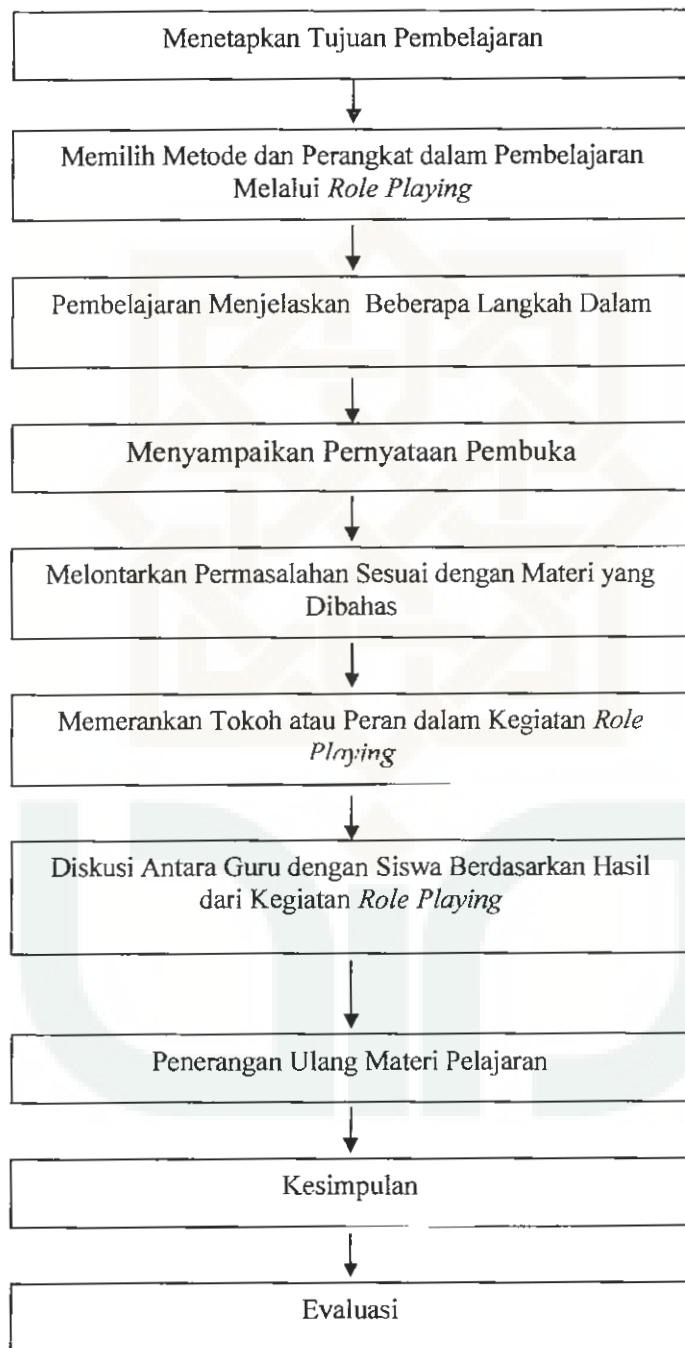 Menetapkan Tujuan Pembelajaran
Memilih Metode dan Perangkat dalam Pembelajaran
Melalui Role Playing
Pembelajaran Menjelaskan Beberapa Langkah Dalam
Menyampaikan Pernyataan Pembuka
Melontarkan Permasalahan Sesuai dengan Materi yang
Dibahas
Memerankan Tokoh atau Peran dalam Kegiatan Role
Playing
Diskusi Antara Guru dengan Siswa Berdasarkan Hasil
dari Kegiatan Role Playing
Penerangan Ulang Materi Pelajaran
Kesimpulan
Evaluasi